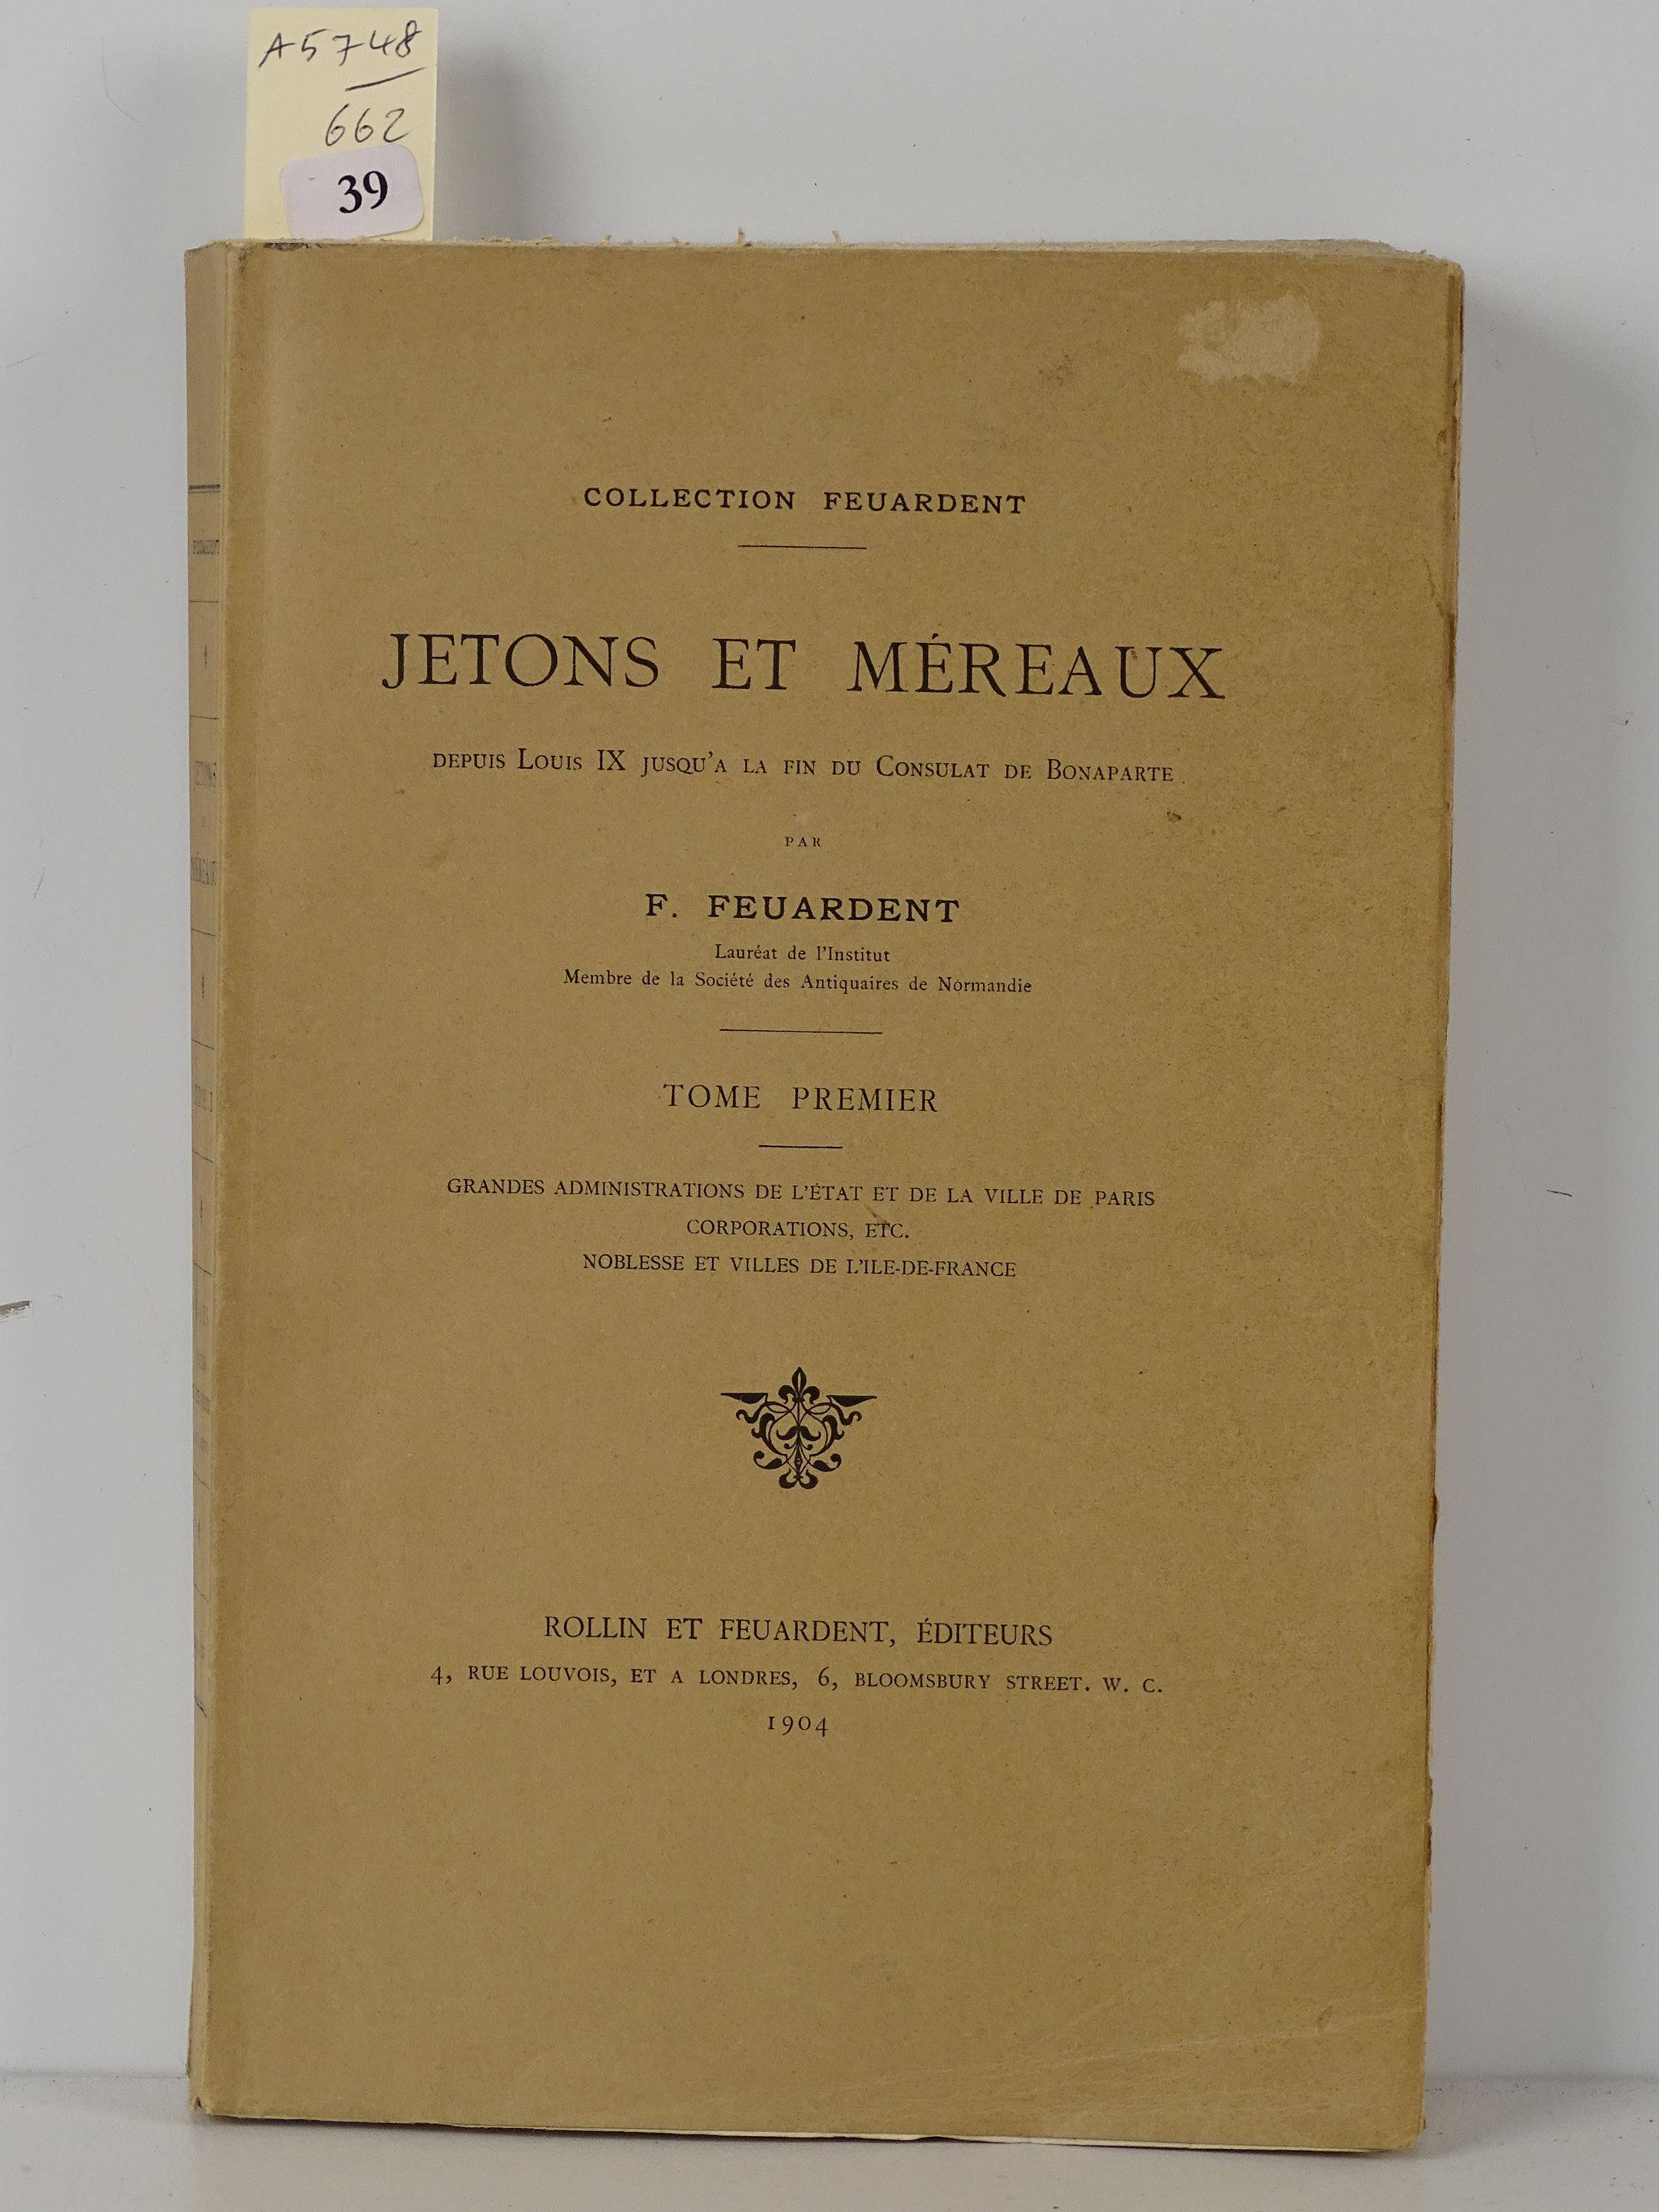 A5748
662
39
COLLECTION FEUARDENT
JETONS ET MÉREAUX
DEPUIS LOUIS IX JUSQU'A LA FIN DU CONSULAT DE BONAPARTE
PAR
F. FEUARDENT
Lauréat de l'Institut
Membre de la Société des Antiquaires de Normandie
TOME PREMIER
GRANDES ADMINISTRATIONS DE L'ÉTAT ET DE LA VILLE DE PARIS
CORPORATIONS, ETC.
NOBLESSE ET VILLES DE L'ILE-DE-FRANCE
ROLLIN ET FEUARDENT, ÉDITEURS
4, RUE LOUVOIS, ET A LONDRES, 6, BLOOMSBURY STREET. W. C.
1904